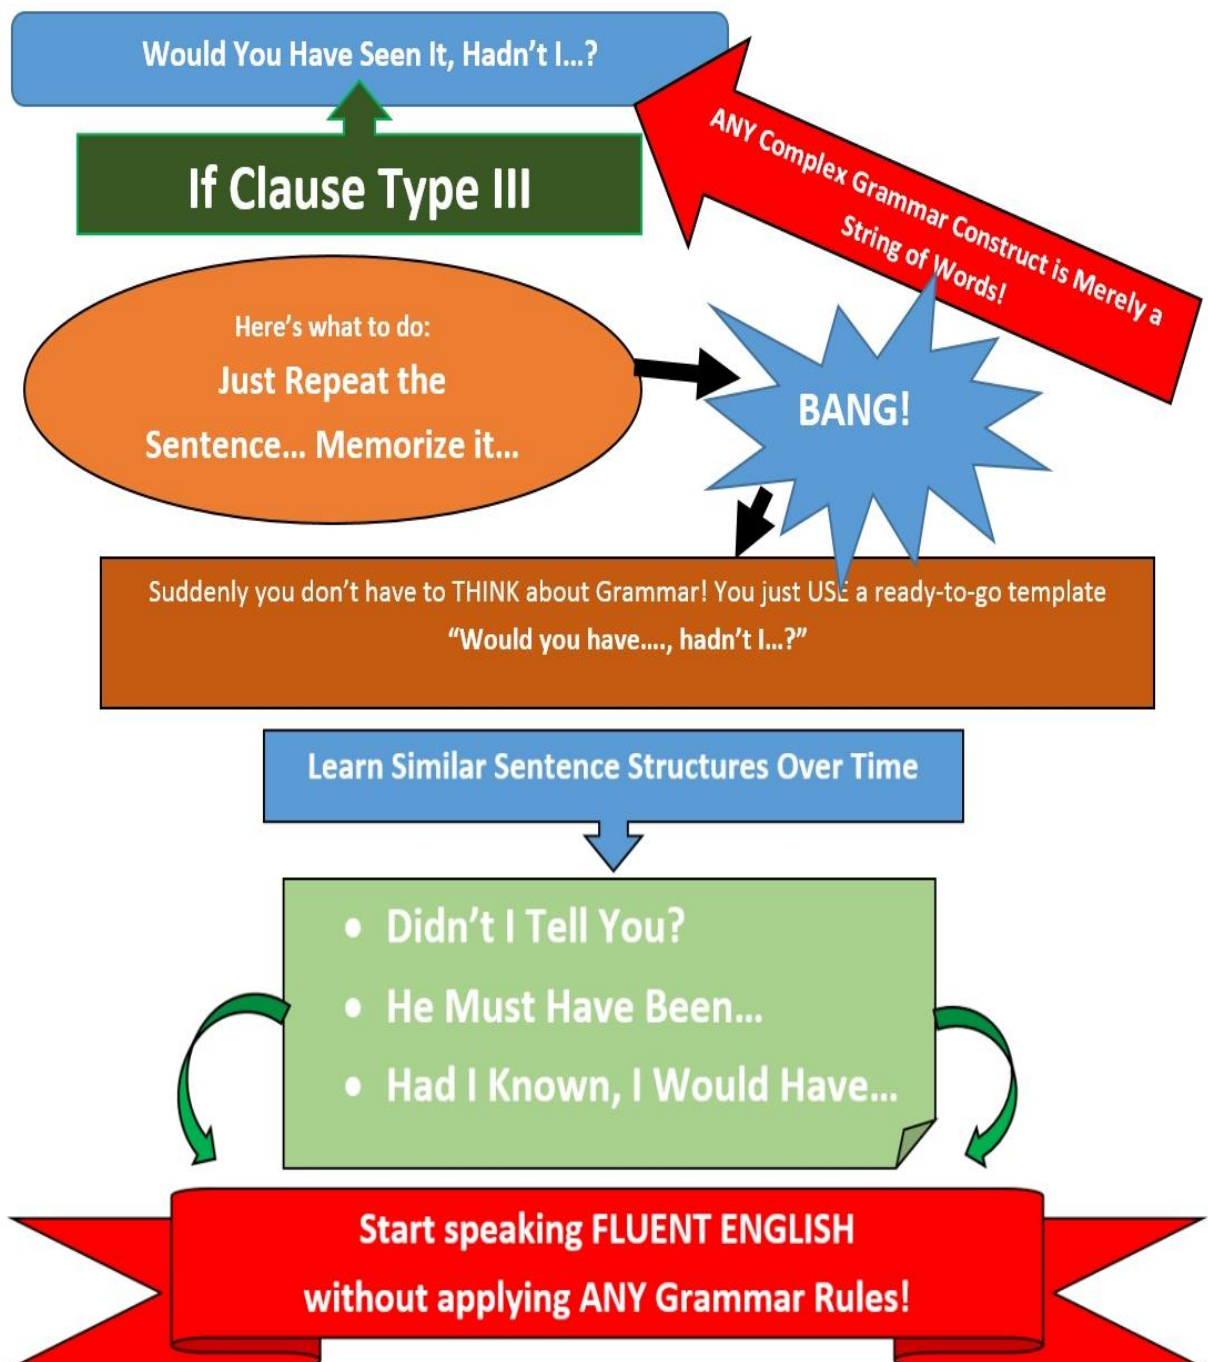 Would You Have Seen It, Hadn't I...?
If Clause Type III
ANY Complex Grammar Construct is Merely a
String of Words!
Here's what to do:
Just Repeat the
Sentence... Memorize it...
BANG!
Suddenly you don't have to THINK about Grammar! You just USE a ready-to-go template
“Would you have...., hadn't I...?”
Learn Similar Sentence Structures Over Time
• Didn't I Tell You?
• He Must Have Been...
• Had I Known, I Would Have...
Start speaking FLUENT ENGLISH
without applying ANY Grammar Rules!